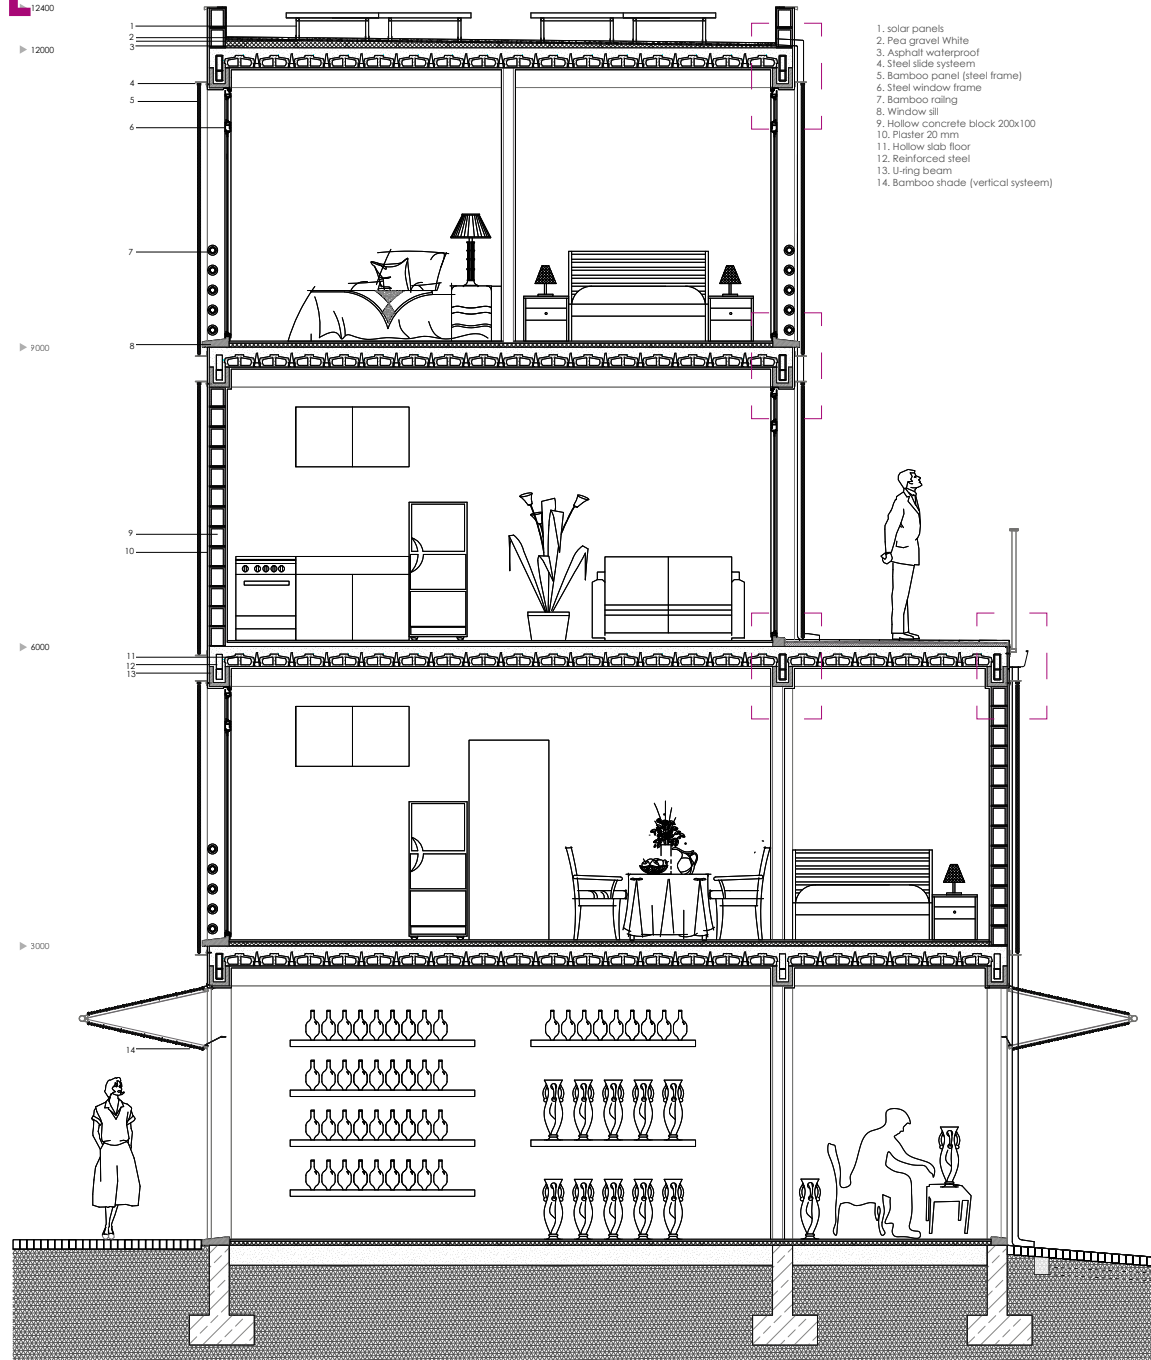 12400
12000
1
2
3
4
5
6
7
8
9000
9
10
6000
11
12
13
3000
14
1. solar panels
2. Pea gravel White
3. Asphalt waterproof
4. Steel slide systeem
5. Bamboo panel (steel frame)
6. Steel window frame
7. Bamboo railng
8. Window sill
9. Hollow concrete block 200x100
10. Plaster 20 mm
11. Hollow slab floor
12. Reinforced steel
13. U-ring beam
14. Bamboo shade (vertical systeem)